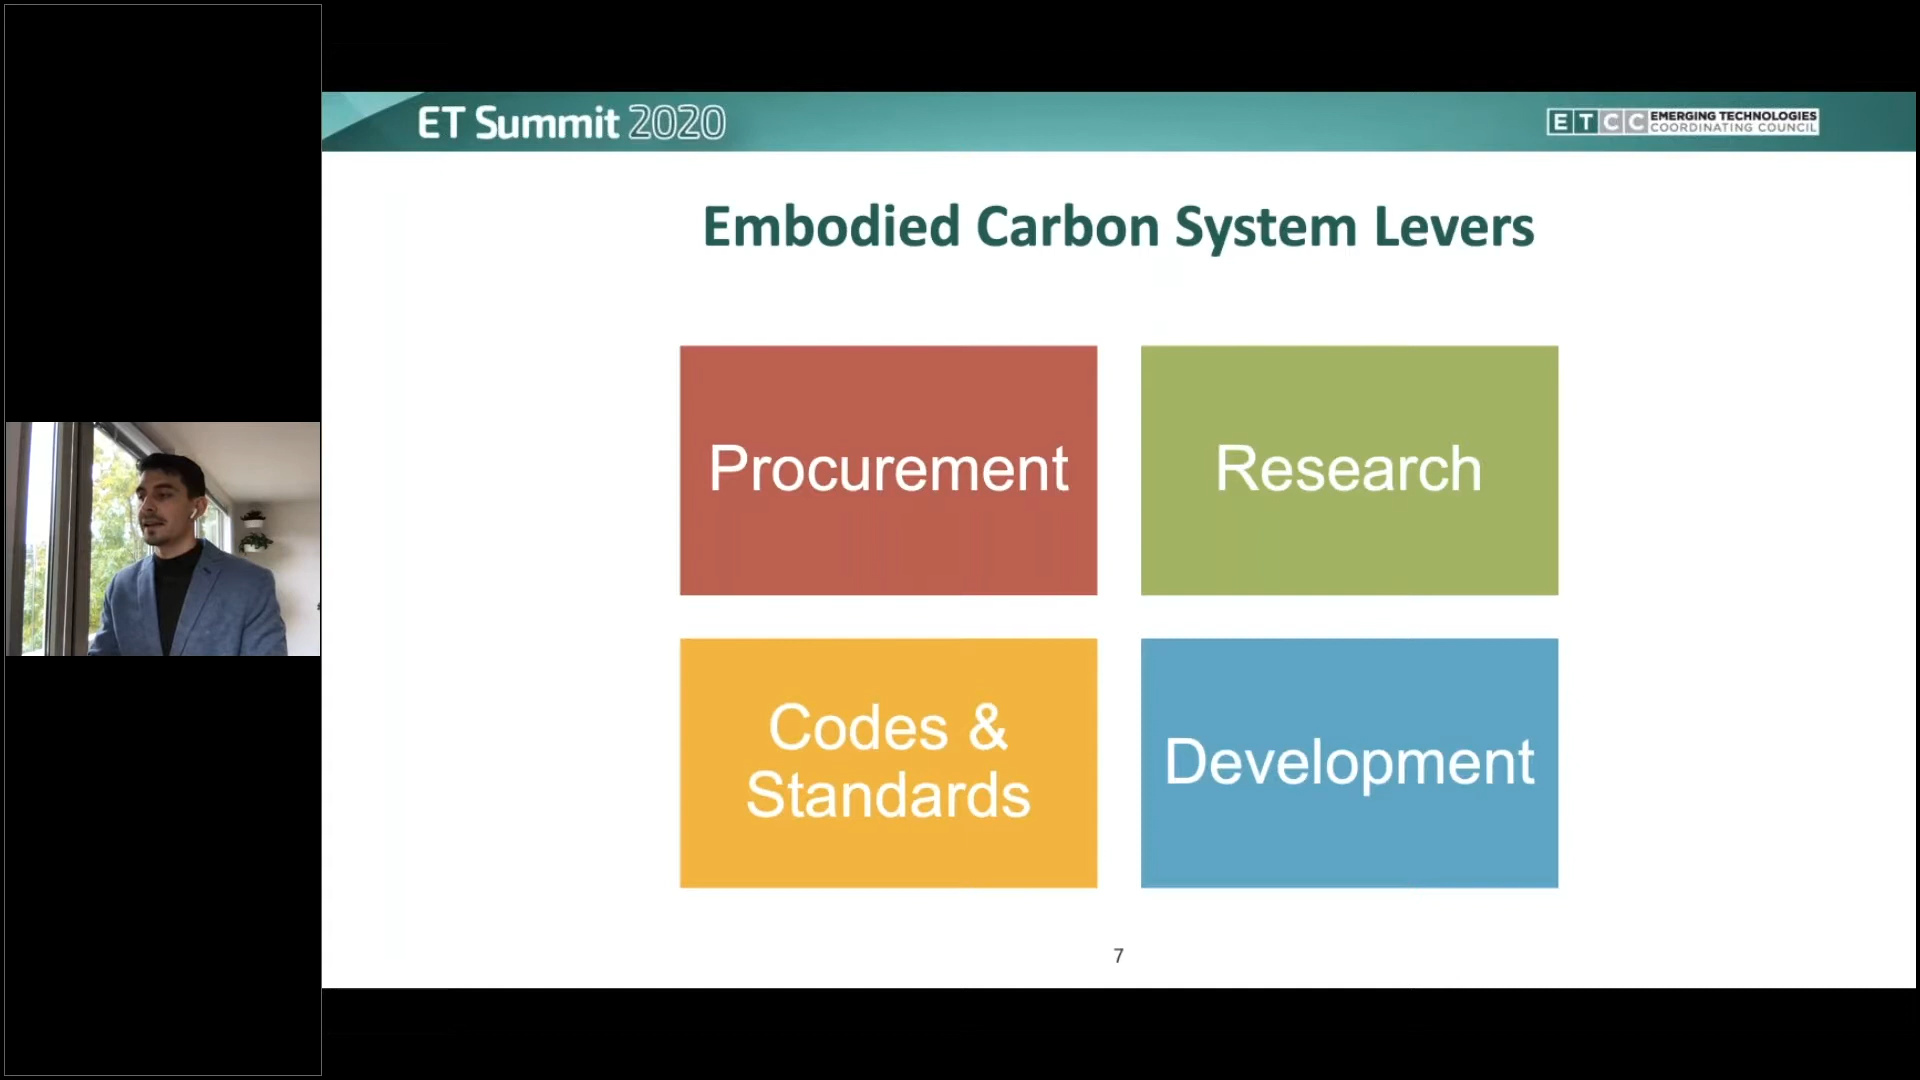 ET Summit 2020
ETCC EMERGING TECHNOLOGIES
COORDINATING COUNCIL
Embodied Carbon System Levers
Procurement
Research
Codes &
Standards
Development
7